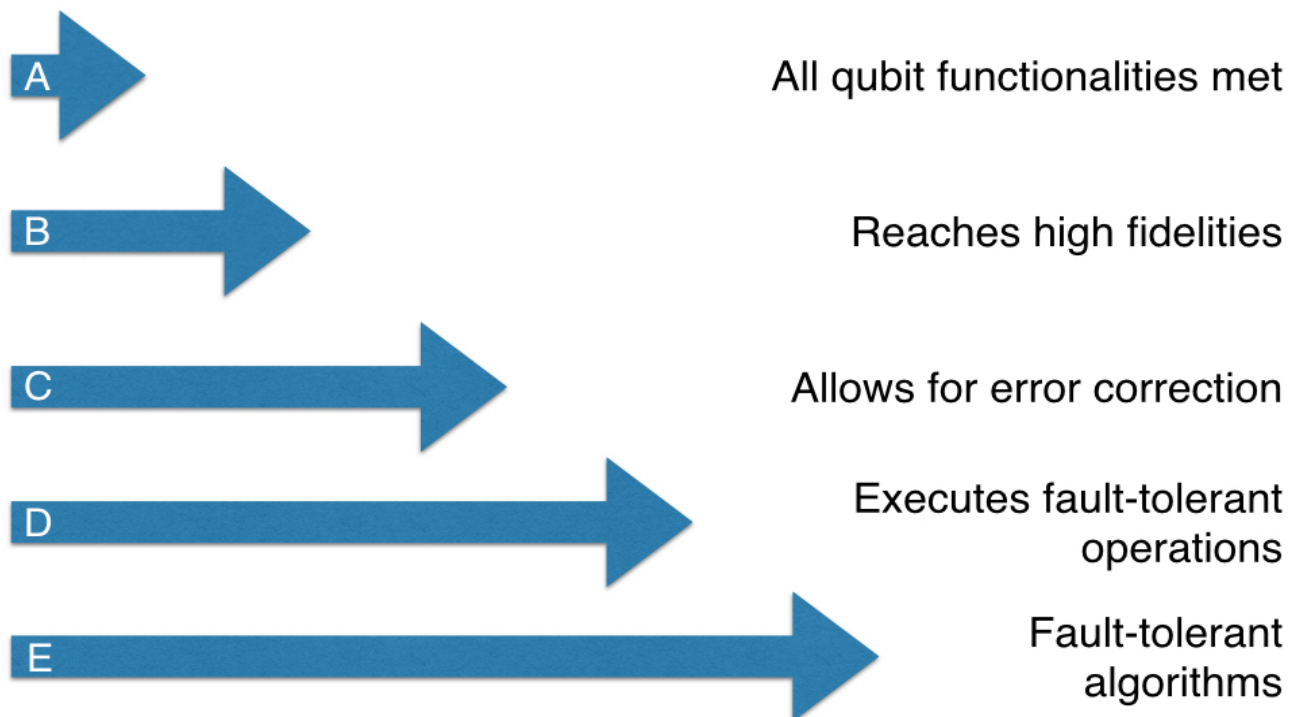 A
All qubit functionalities met
B
Reaches high fidelities
C
Allows for error correction
D
Executes fault-tolerant
operations
E
Fault-tolerant
algorithms